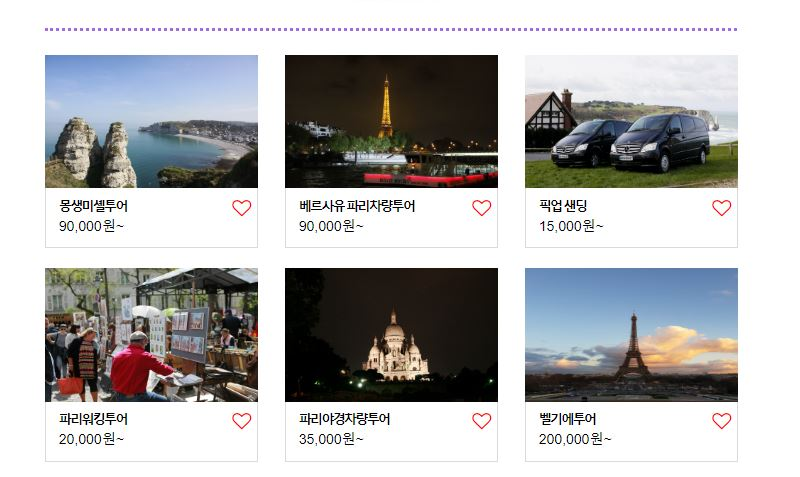 몽생미셸투어
90,000원~
베르사유 파리차량투어
90,000원~
픽업 샌딩
15,000원~
파리워킹투어
20,000원~
파리야경차량투어
35,000원~
벨기에투어
200,000원~